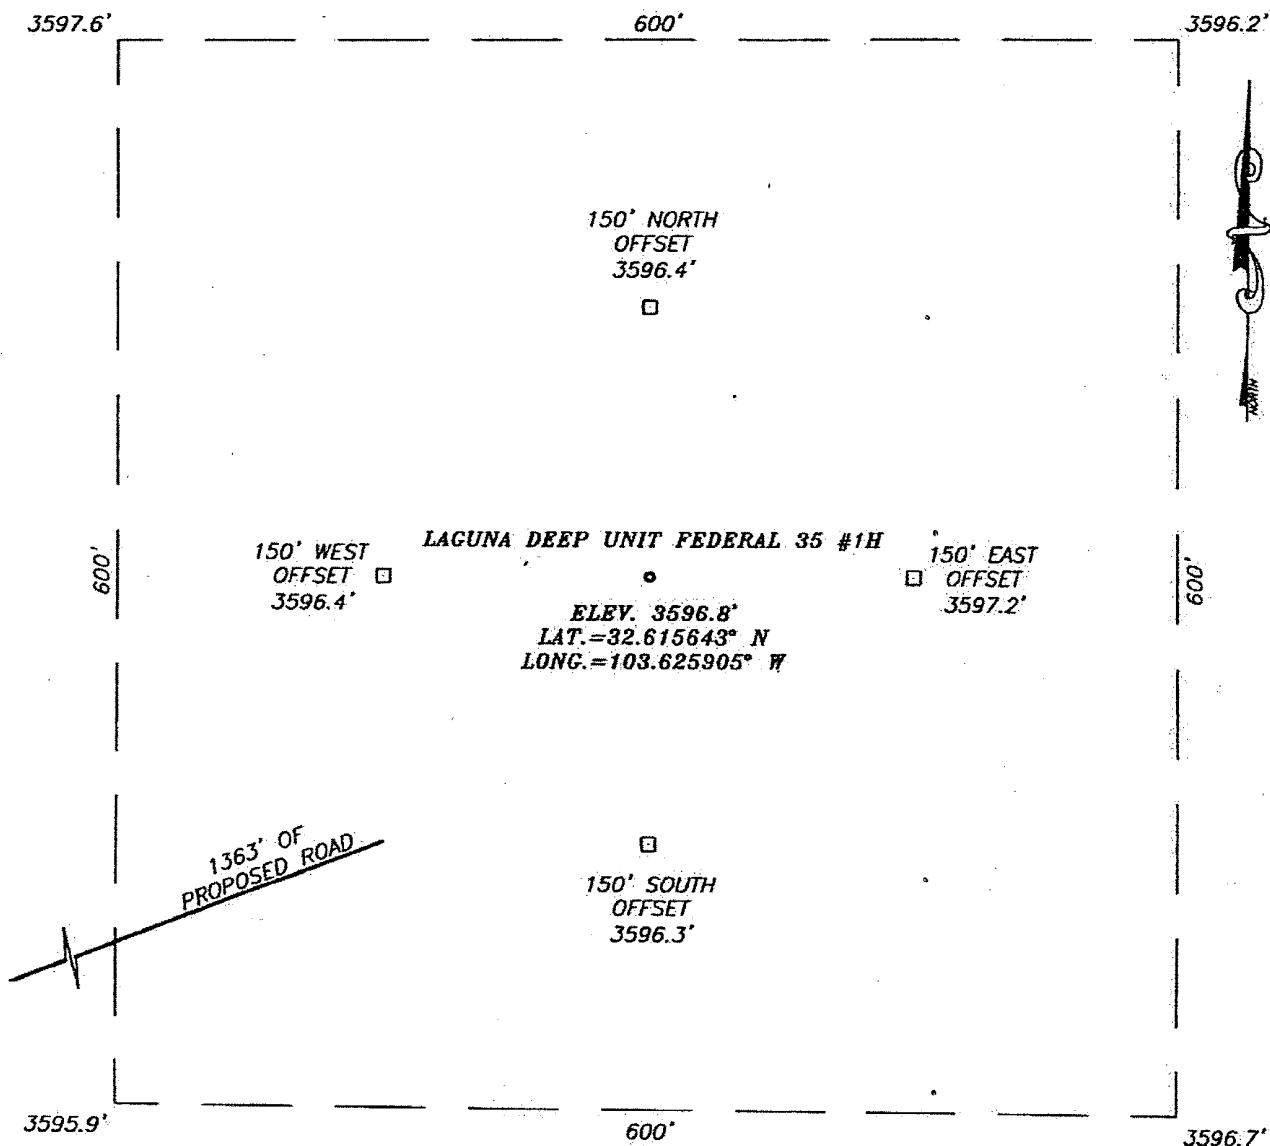 3597.6'
600'
3596.2'
150' NORTH
OFFSET
3596.4'
NORTH
600'
150' WEST
OFFSET
3596.4'
LAGUNA DEEP UNIT FEDERAL 35 #1H
ELEV. 3596.8'
LAT.=32.615643° N
LONG.=103.625905° W
150' EAST
OFFSET
3597.2'
600'
1363' OF
PROPOSED ROAD
150' SOUTH
OFFSET
3596.3'
3595.9'
600'
3596.7'